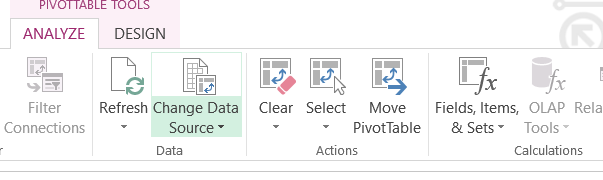 PIVOTTABLE TOOLS
ANALYZE DESIGN
Filter Connections
Refresh
Change Data Source
Clear
Select
Move PivotTable
Fields, Items, & Sets
OLAP Tools
Data
Actions
Calculations